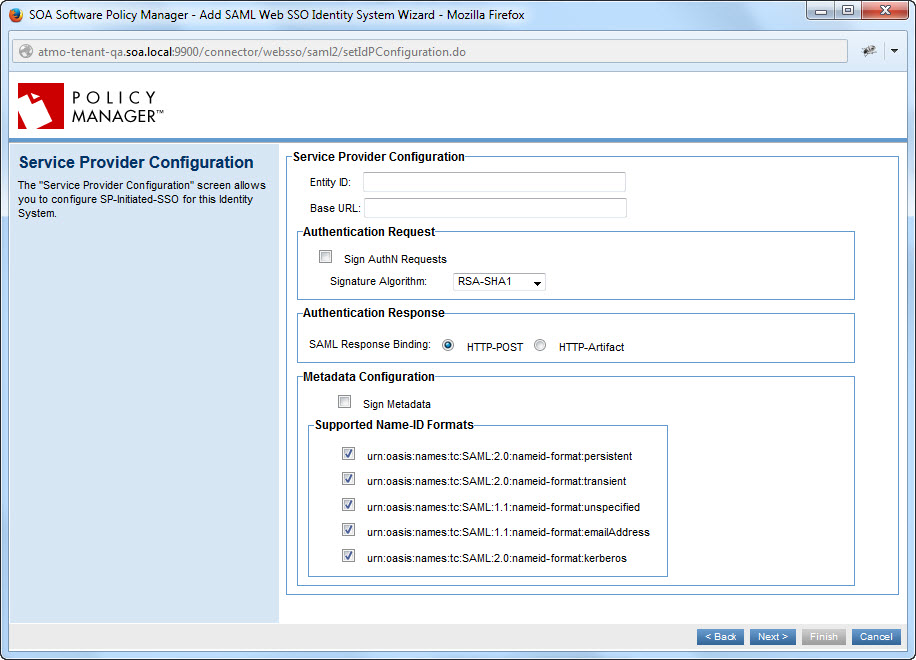 SOA Software Policy Manager - Add SAML Web SSO Identity System Wizard - Mozilla Firefox
atmo-tenant-qa.soa.local:9900/connector/websso/saml2/setIdPConfiguration.do
POLICY
MANAGER™
Service Provider Configuration
The "Service Provider Configuration" screen allows
you to configure SP-Initiated-SSO for this Identity
System.
Service Provider Configuration
Entity ID:
Base URL:
Authentication Request
Sign AuthN Requests
Signature Algorithm: RSA-SHA1
Authentication Response
SAML Response Binding: HTTP-POST HTTP-Artifact
Metadata Configuration
Sign Metadata
Supported Name-ID Formats
urn:oasis:names:tc:SAML:2.0:nameid-format:persistent
urn:oasis:names:tc:SAML:2.0:nameid-format:transient
urn:oasis:names:tc:SAML:1.1:nameid-format:unspecified
urn:oasis:names:tc:SAML:1.1:nameid-format:emailAddress
urn:oasis:names:tc:SAML:2.0:nameid-format:kerberos
< Back Next > Finish Cancel